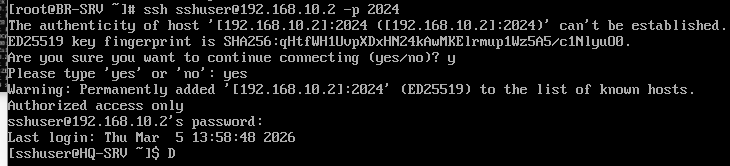 [root@BR-SRV ~]# ssh sshuser@192.168.10.2 -p 2024
The authenticity of host '[192.168.10.2]:2024 ([192.168.10.2]:2024)' can't be established.
ED25519 key fingerprint is SHA256:qHtfWH1UvpXDxHN24kAwMKElrmup1Wz5A5/c1NlyuO0.
Are you sure you want to continue connecting (yes/no)? y
Please type 'yes' or 'no': yes
Warning: Permanently added '[192.168.10.2]:2024' (ED25519) to the list of known hosts.
Authorized access only
sshuser@192.168.10.2's password:
Last login: Thu Mar  5 13:58:48 2026
[sshuser@HQ-SRV ~]$ D